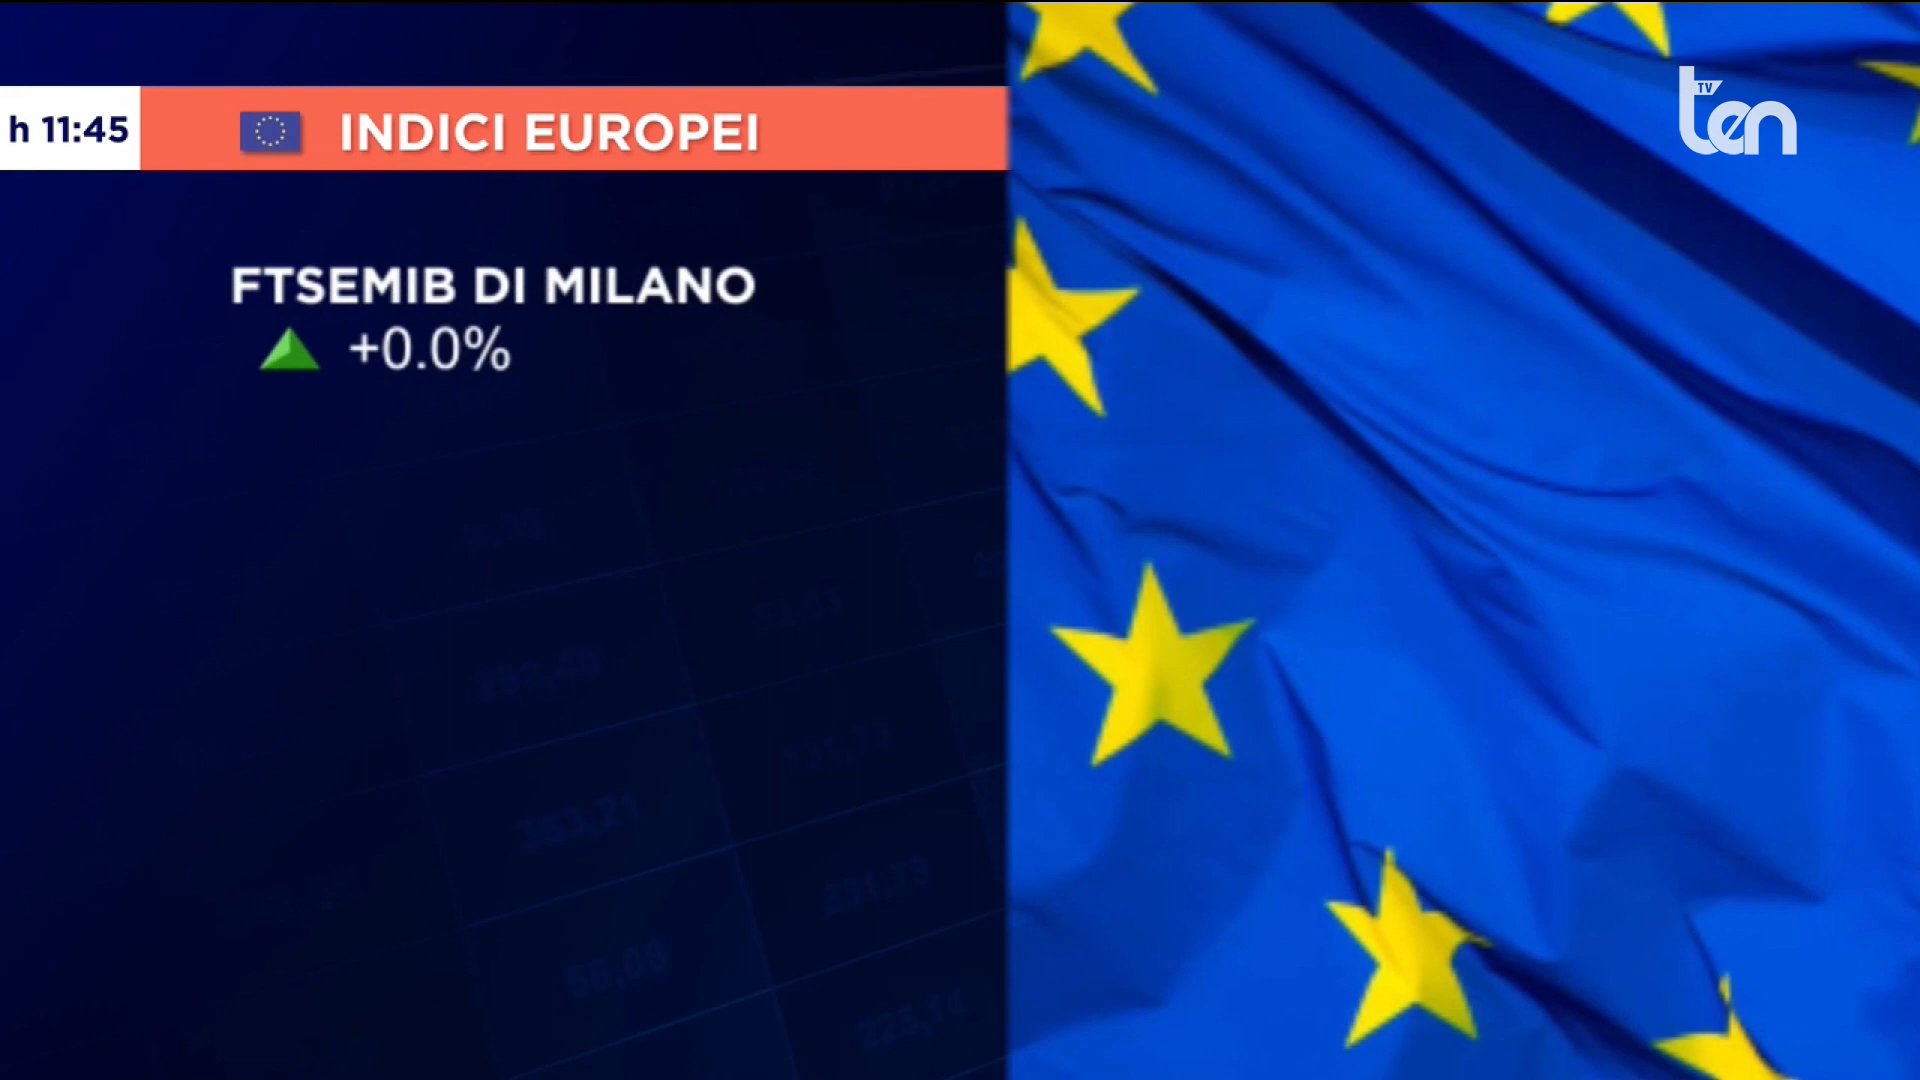 h 11:45
INDICI EUROPEI
TV
ten
FTSEMIB DI MILANO
+0.0%